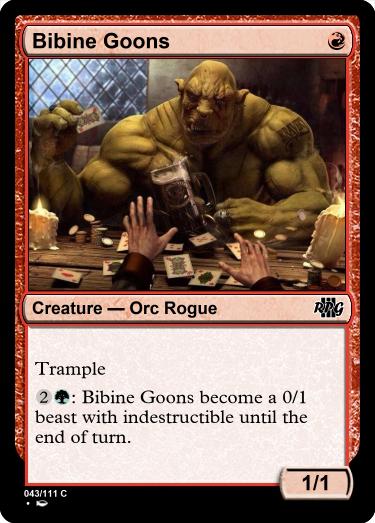 Bibine Goons
Creature — Orc Rogue
RPG
Trample
2: Bibine Goons become a 0/1
beast with indestructible until the
end of turn.
1/1
043/111 C